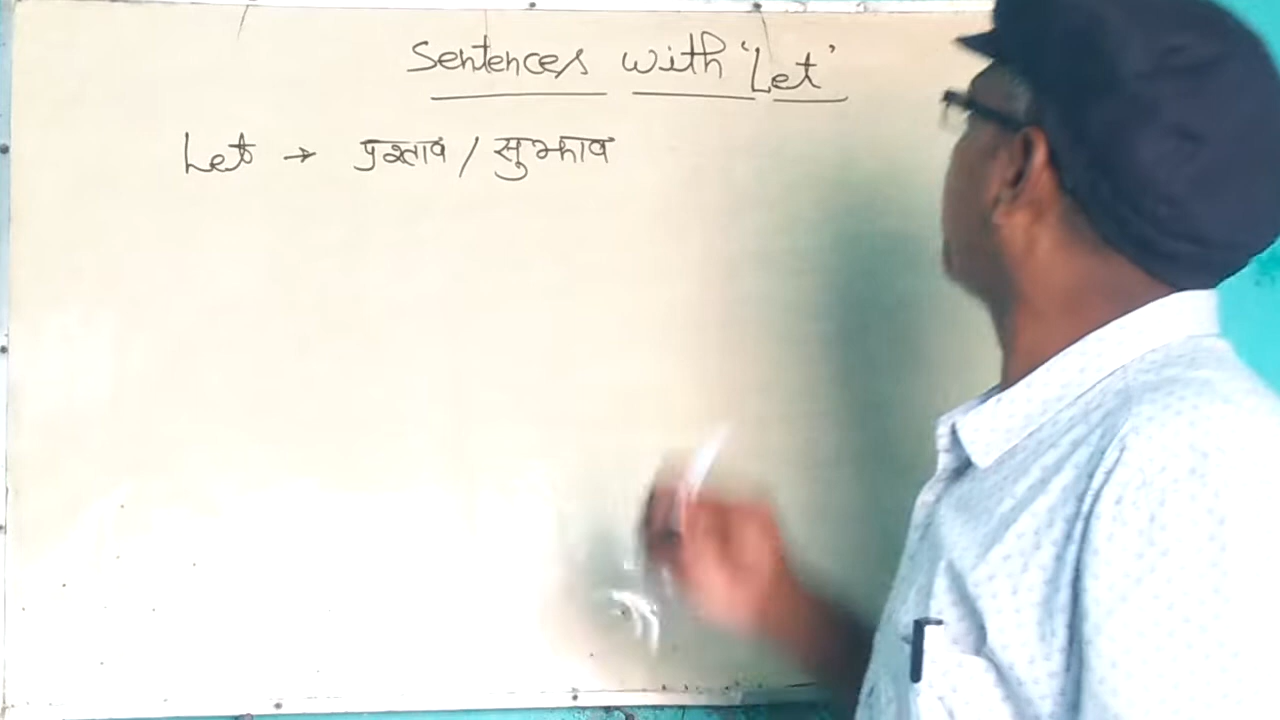 Sentences with 'Let'
Let → प्रस्ताव / सुझाव